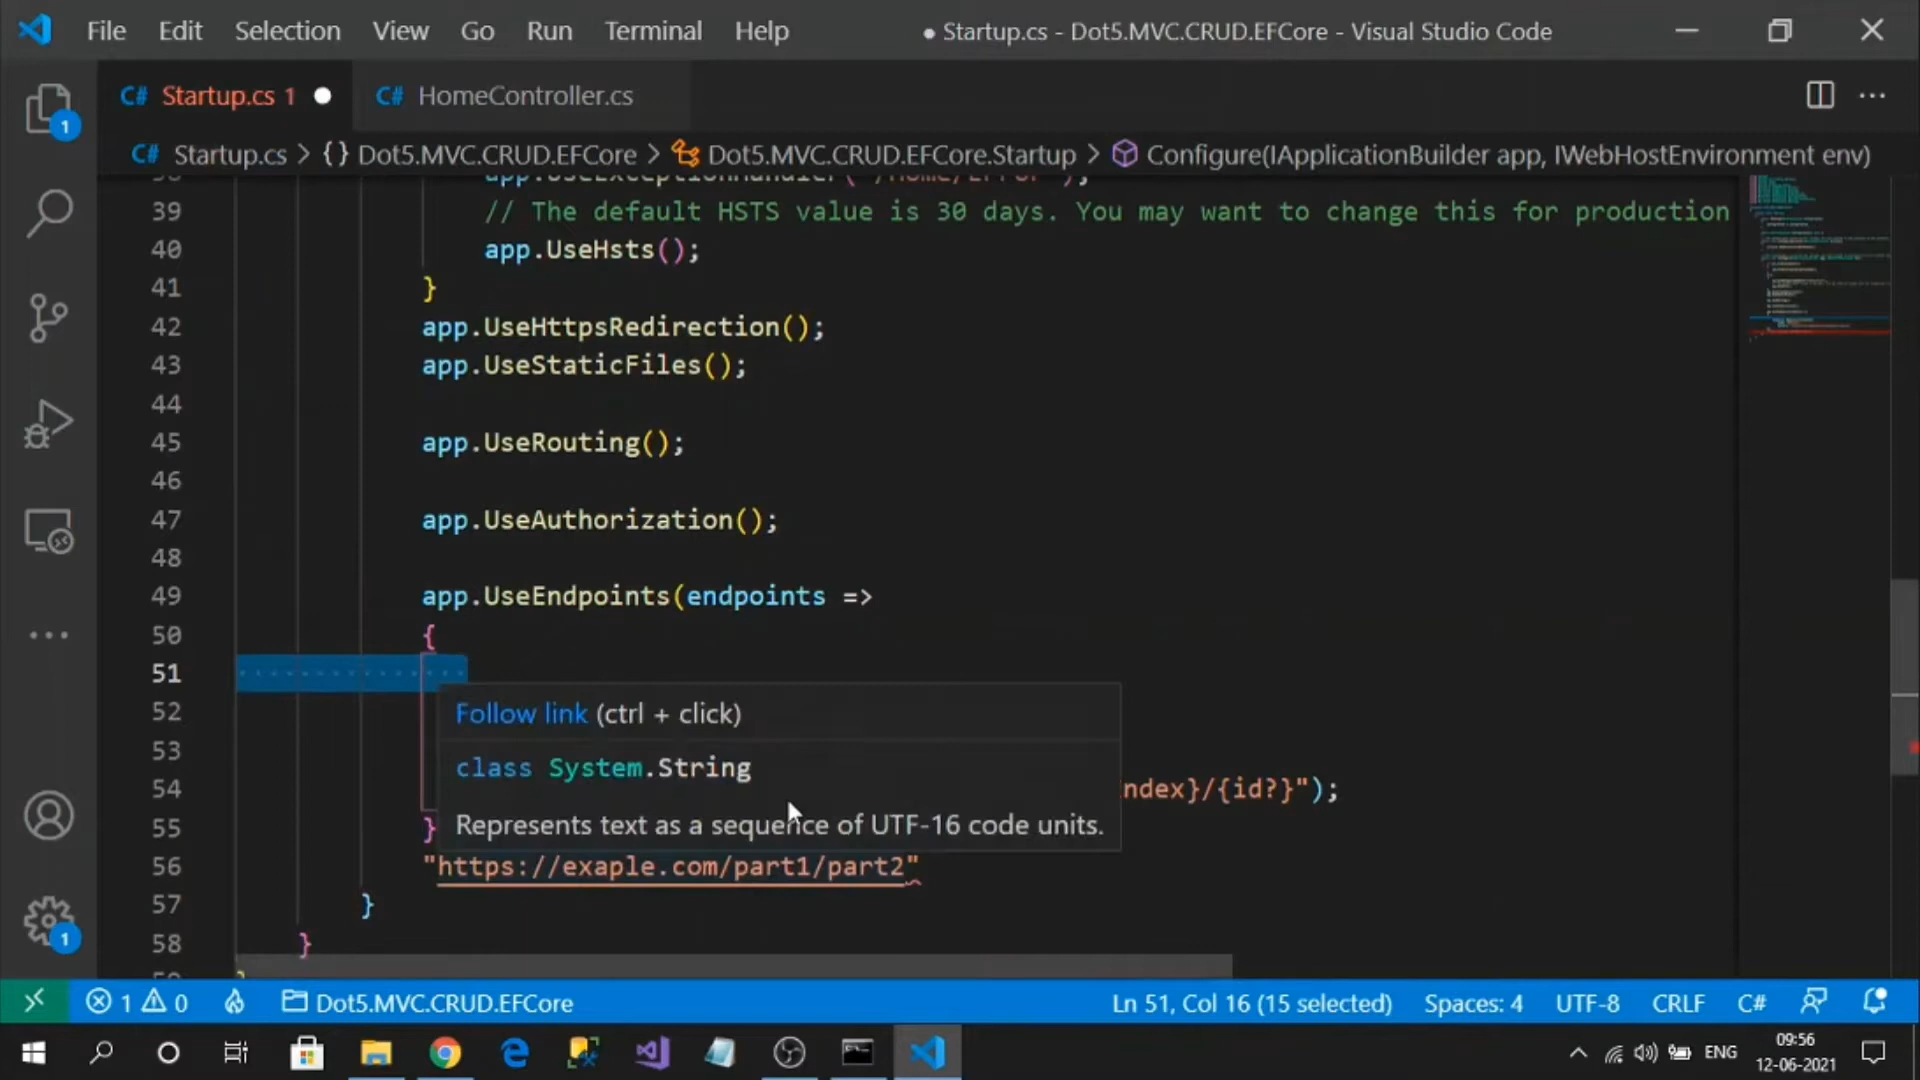 File Edit Selection View Go Run Terminal Help ● Startup.cs - Dot5.MVC.CRUD.EFCore - Visual Studio Code
C# Startup.cs 1 ● C# HomeController.cs
C# Startup.cs > {} Dot5.MVC.CRUD.EFCore > Dot5.MVC.CRUD.EFCore.Startup > Configure(IApplicationBuilder app, IWebHostEnvironment env)
app.UseExceptionHandler("/Home/Error");
39 // The default HSTS value is 30 days. You may want to change this for production
40 app.UseHsts();
41 }
42 app.UseHttpsRedirection();
43 app.UseStaticFiles();
44
45 app.UseRouting();
46
47 app.UseAuthorization();
48
49 app.UseEndpoints(endpoints =>
50 {
51
Follow link (ctrl + click)
52
class System.String
53
54 ndex}/{id?}");
Represents text as a sequence of UTF-16 code units.
55 }
56 "https://exaple.com/part1/part2"
57 }
58 }
1
1
1 0 Dot5.MVC.CRUD.EFCore Ln 51, Col 16 (15 selected) Spaces: 4 UTF-8 CRLF C#
ENG 09:56
12-06-2021